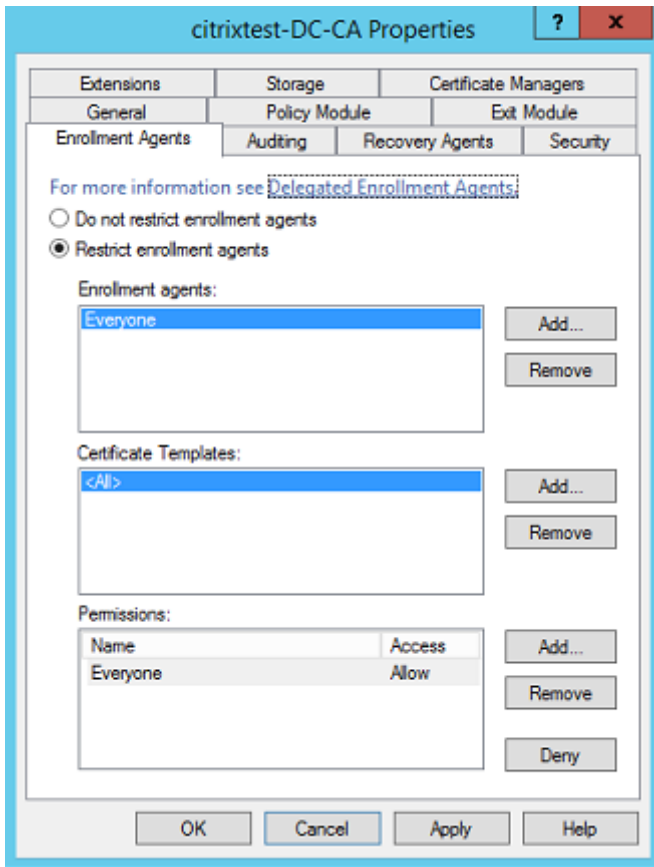 citrixtest-DC-CA Properties
?
x
Extensions
Storage
Certificate Managers
General
Policy Module
Exit Module
Enrollment Agents
Auditing
Recovery Agents
Security
For more information see Delegated Enrollment Agents.
Do not restrict enrollment agents
Restrict enrollment agents
Enrollment agents:
Everyone
Add...
Remove
Certificate Templates:
<All>
Add...
Remove
Permissions:
Name Access
Everyone Allow
Add...
Remove
Deny
OK
Cancel
Apply
Help